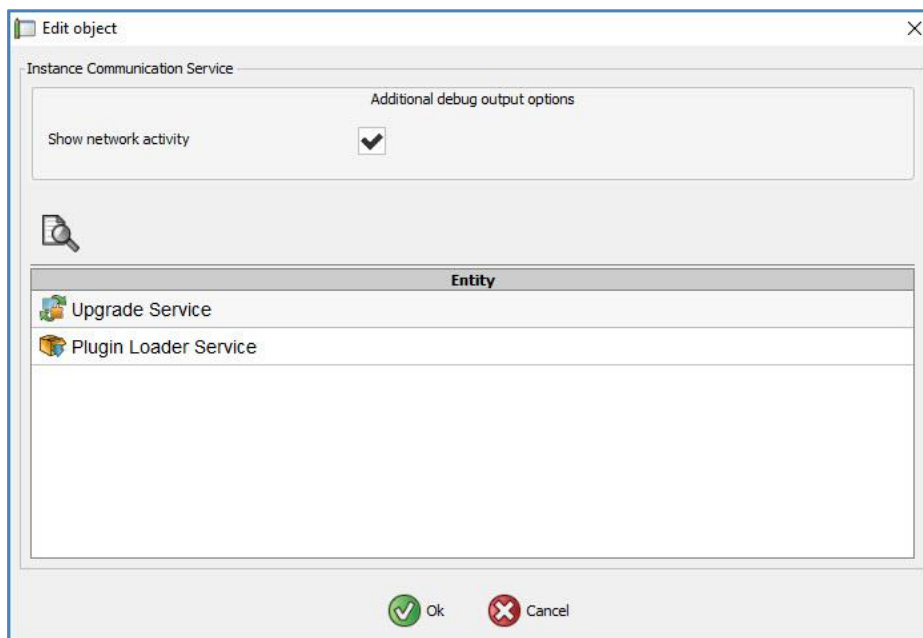 Edit object
Instance Communication Service
Additional debug output options
Show network activity
Entity
Upgrade Service
Plugin Loader Service
Ok Cancel